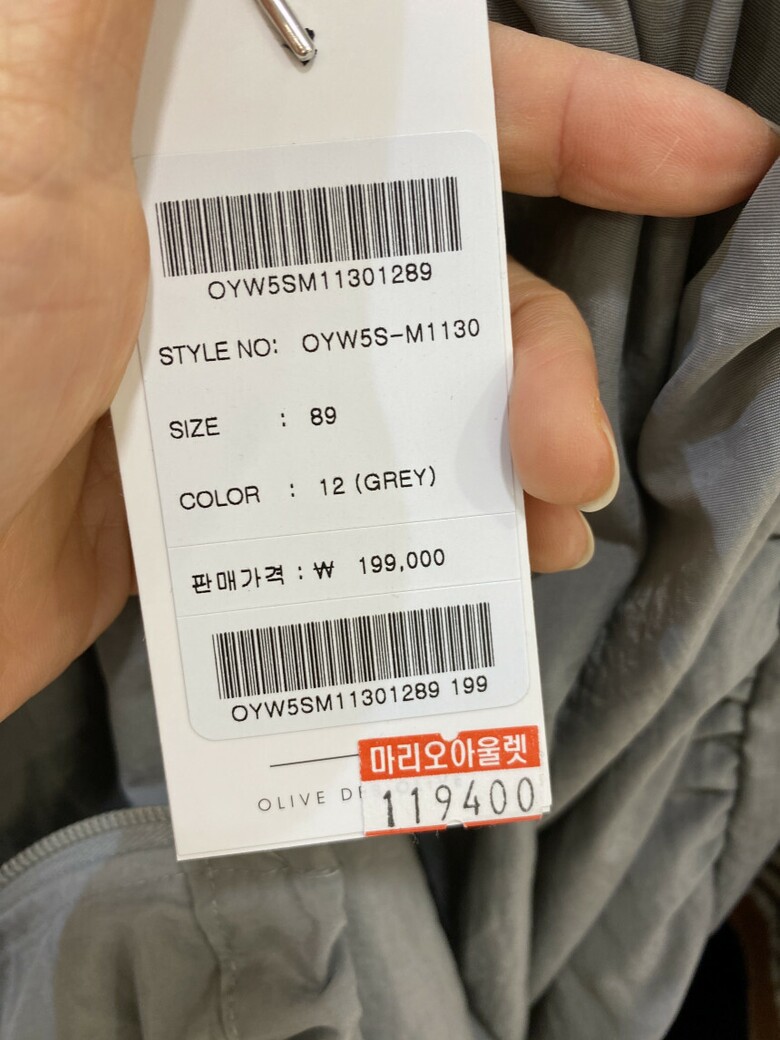 OYW5SM11301289
STYLE NO: OYW5S-M1130
SIZE : 89
COLOR : 12 (GREY)
판매가격 : ₩ 199,000
OYW5SM11301289 199
마리오아울렛
OLIVE
119400